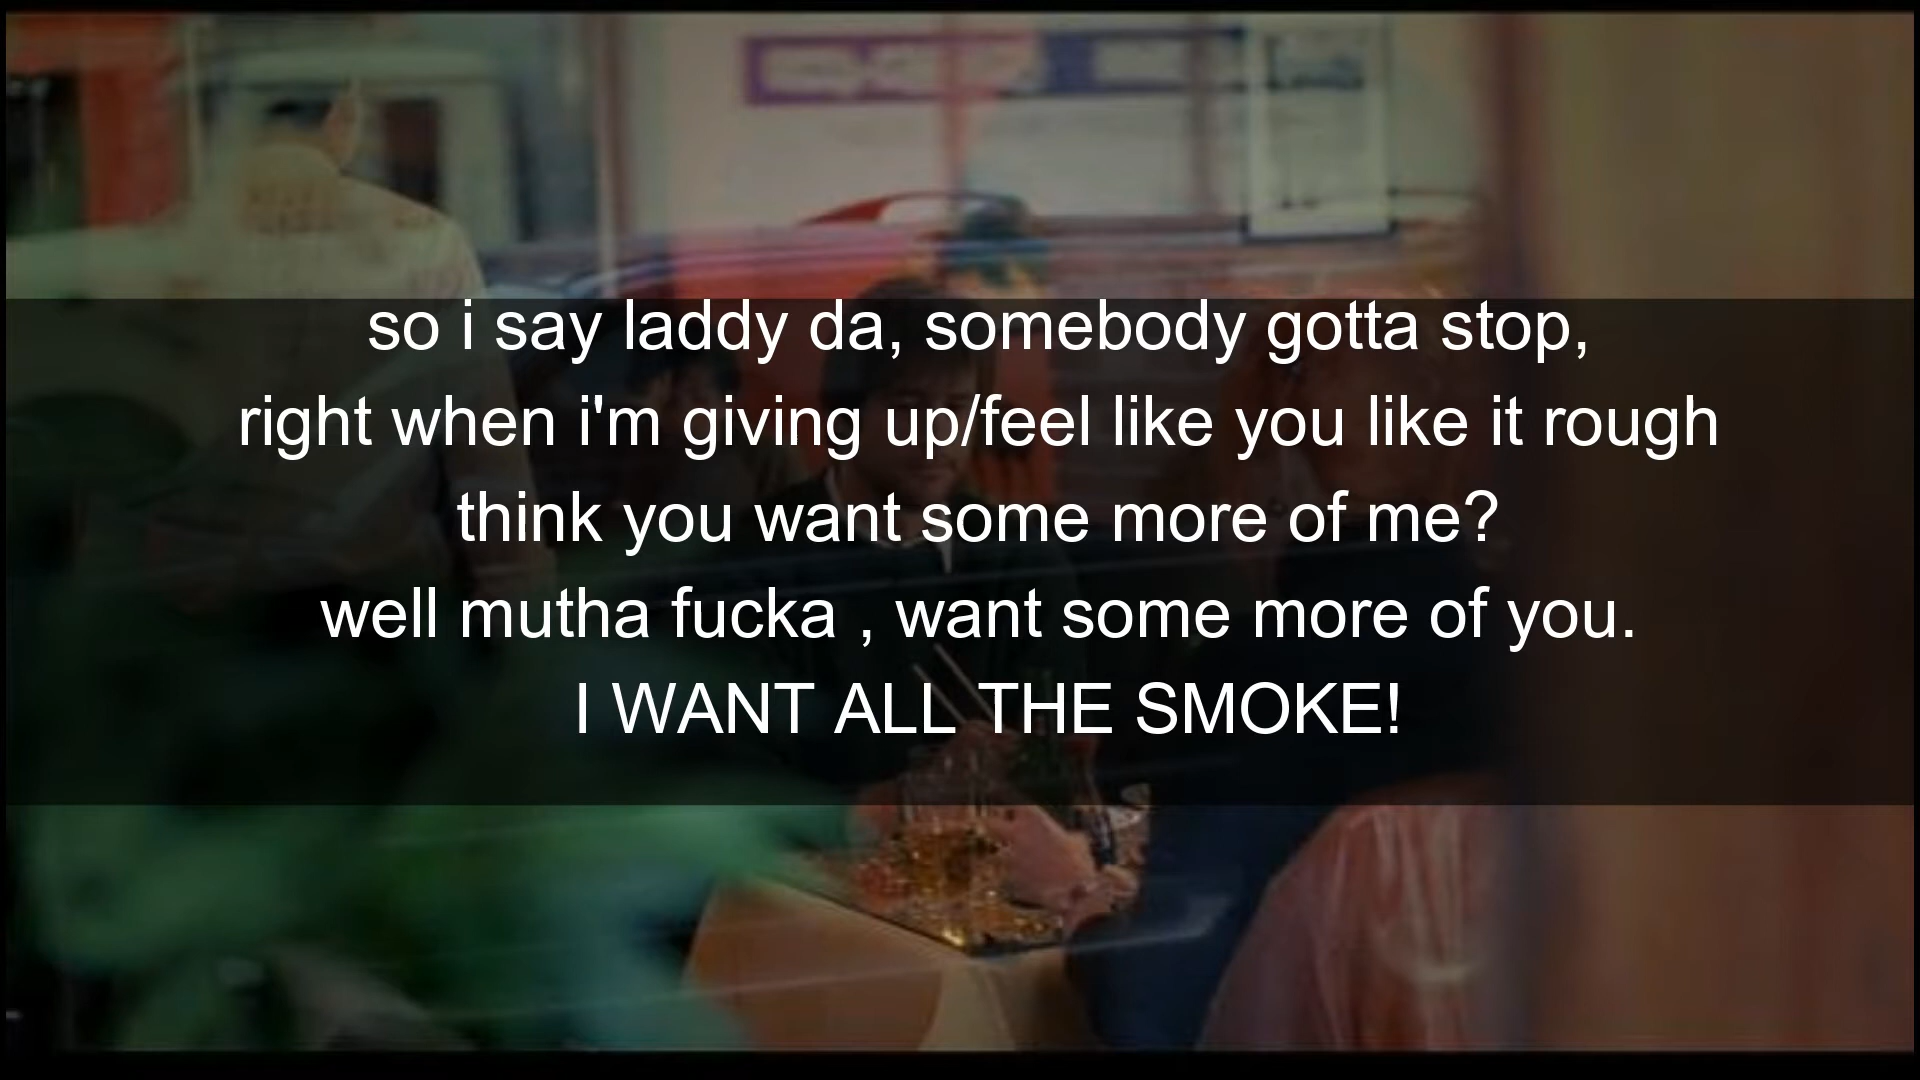 so i say laddy da, somebody gotta stop,
right when i'm giving up/feel like you like it rough
think you want some more of me?
well mutha fucka , want some more of you.
I WANT ALL THE SMOKE!